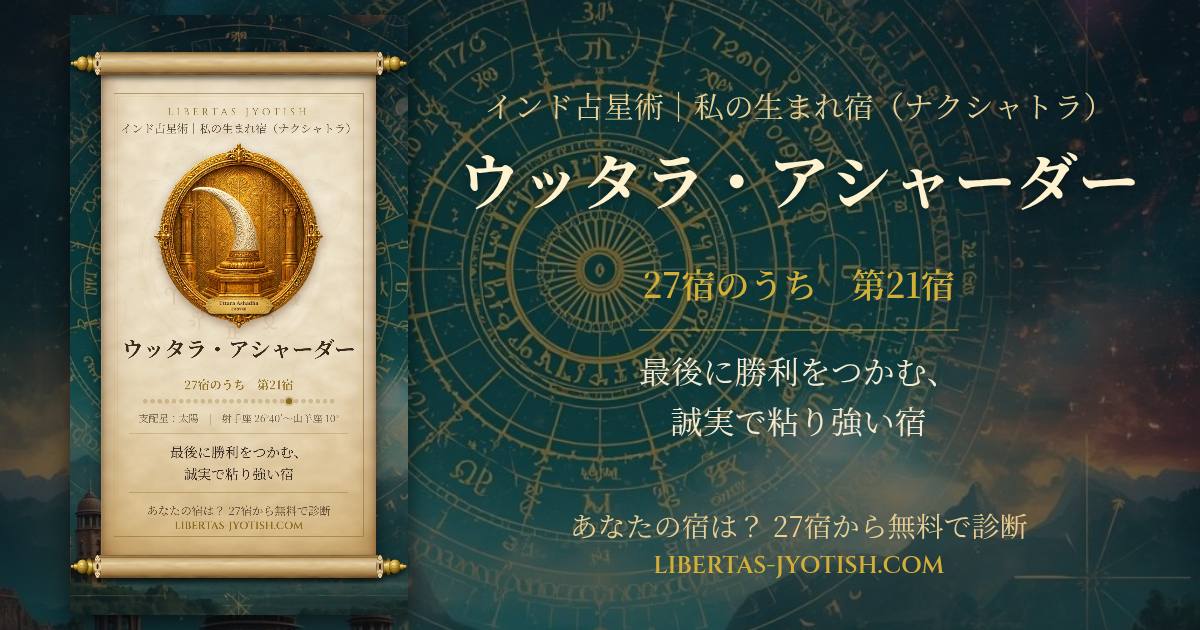 LIBERTAS JYOTISH
インド占星術｜私の生まれ宿（ナクシャトラ）
Uttara Ashadha
ウッタラ・アシャーダー
27宿のうち　第21宿
支配星：太陽　｜　射手座 26°40′〜山羊座 10°
最後に勝利をつかむ、
誠実で粘り強い宿
あなたの宿は？ 27宿から無料で診断
LIBERTAS-JYOTISH.COM
インド占星術｜私の生まれ宿（ナクシャトラ）
ウッタラ・アシャーダー
27宿のうち　第21宿
最後に勝利をつかむ、
誠実で粘り強い宿
あなたの宿は？ 27宿から無料で診断
LIBERTAS-JYOTISH.COM